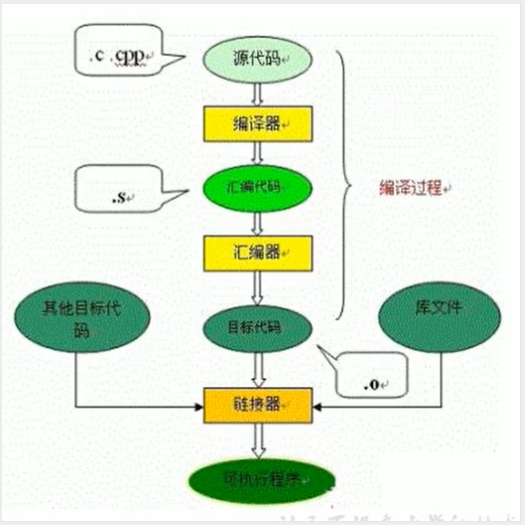 .c .cpp
源代码
编译器
.s
汇编代码
编译过程
汇编器
其他目标代
码
目标代码
库文件
.o
链接器
可执行程序